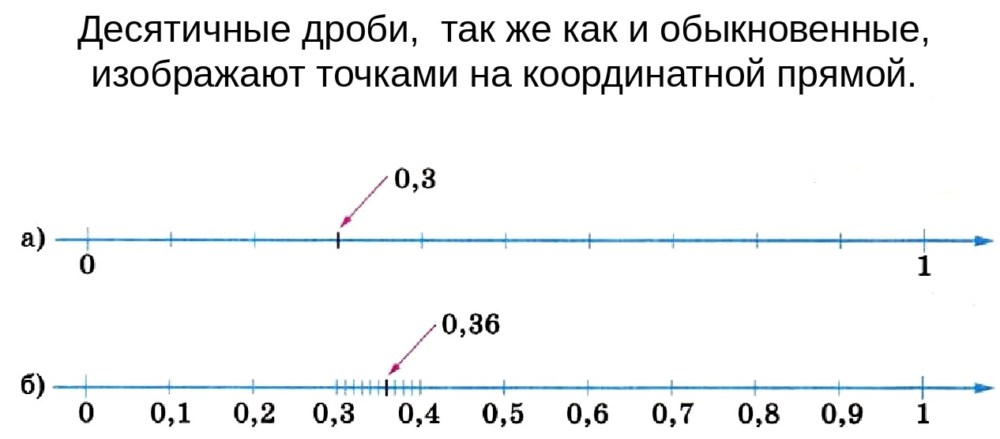 Десятичные дроби,  так же как и обыкновенные,
изображают точками на координатной прямой.
0,3
а)
0 1
0,36
б)
0 0,1 0,2 0,3 0,4 0,5 0,6 0,7 0,8 0,9 1